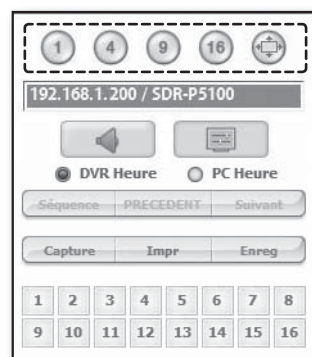 1 4 9 16
192.168.1.200 / SDR-P5100
DVR Heure PC Heure
Séquence PRECEDENT Suivant
Capture Impr Enreg
1 2 3 4 5 6 7 8
9 10 11 12 13 14 15 16